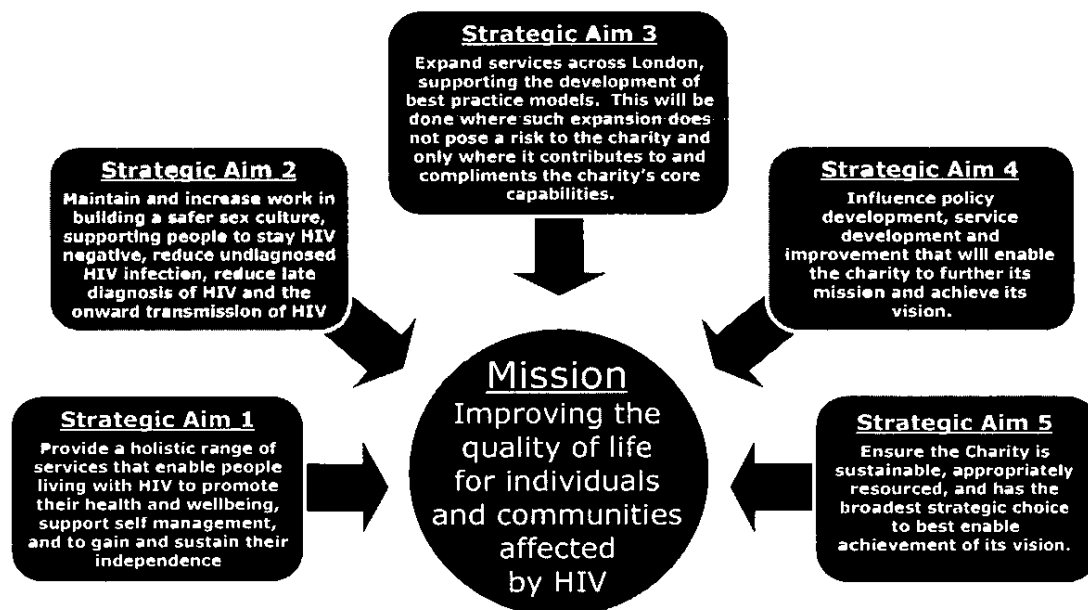 Strategic Aim 3
Expand services across London,
supporting the development of
best practice models. This will be
done where such expansion does
not pose a risk to the charity and
only where it contributes to and
compliments the charity's core
capabilities.
Strategic Aim 2
Maintain and increase work in
building a safer sex culture,
supporting people to stay HIV
negative, reduce undiagnosed
HIV infection, reduce late
diagnosis of HIV and the
onward transmission of HIV
Strategic Aim 4
Influence policy
development, service
development and
improvement that will enable
the charity to further its
mission and achieve its
vision.
Strategic Aim 1
Provide a holistic range of
services that enable people
living with HIV to promote
their health and wellbeing,
support self management,
and to gain and sustain their
independence
Mission
Improving the
quality of life
for individuals
and communities
affected
by HIV
Strategic Aim 5
Ensure the Charity is
sustainable, appropriately
resourced, and has the
broadest strategic choice
to best enable
achievement of its vision.